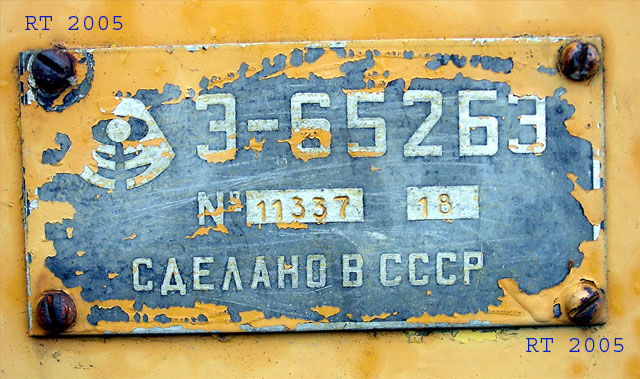 RT 2005
Э-652БЭ
№ 11337 18
СДЕЛАНО В СССР
RT 2005